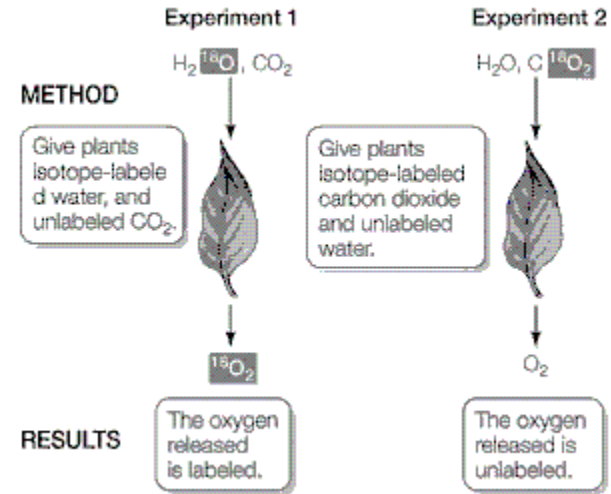 Experiment 1
Experiment 2
H₂ ¹⁸O, CO₂
H₂O, C ¹⁸O₂
METHOD
Give plants
isotope-labele
d water, and
unlabeled CO₂.
Give plants
isotope-labeled
carbon dioxide
and unlabeled
water.
¹⁸O₂
O₂
RESULTS
The oxygen
released
is labeled.
The oxygen
released is
unlabeled.